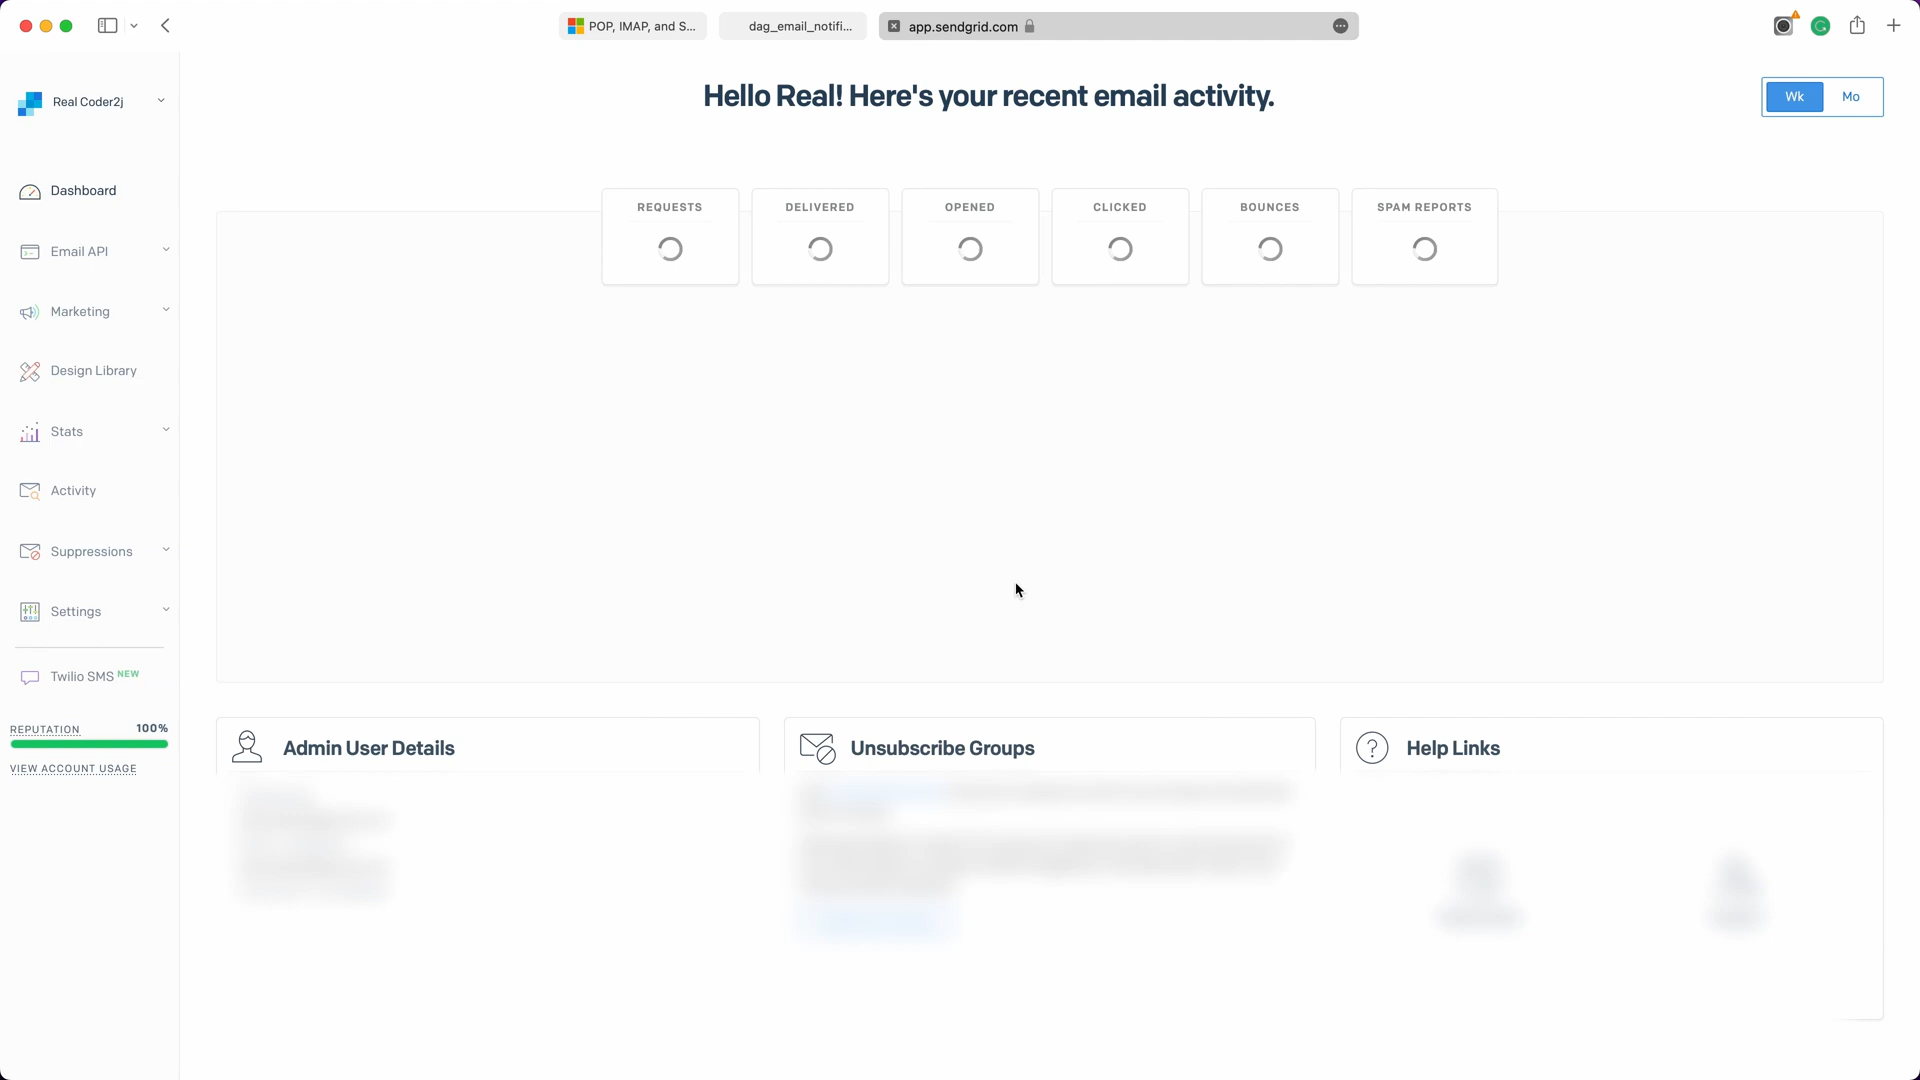 POP, IMAP, and S...
dag_email_notifi...
app.sendgrid.com
Real Coder2j
Hello Real! Here's your recent email activity.
Wk
Mo
Dashboard
Email API
Marketing
Design Library
Stats
Activity
Suppressions
Settings
Twilio SMS NEW
REPUTATION 100%
VIEW ACCOUNT USAGE
REQUESTS
DELIVERED
OPENED
CLICKED
BOUNCES
SPAM REPORTS
Admin User Details
Unsubscribe Groups
Help Links